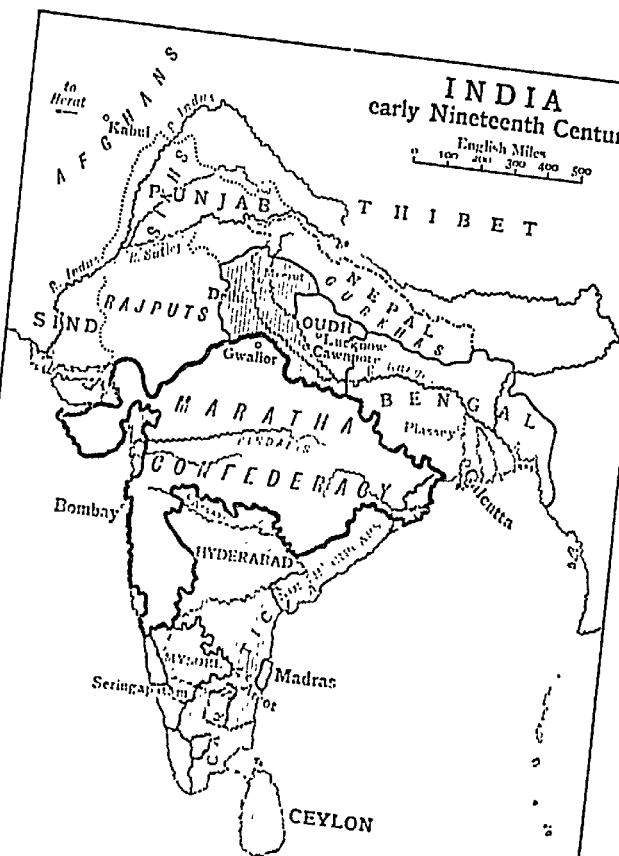 INDIA
early Nineteenth Centur
English Miles
0 100 200 300 400 500
to
Herat
AFGHANS
Kabul
R. Indus
SIKHS
PUNJAB
THIBET
R. Sutlej
R. Indus
NEPAL
GURKHAS
SIND
RAJPUTS
OUDH
Lucknow
Cawnpore
Gwalior
BENGAL
MARATHA
Plassey
PINDARIS
CONFEDERACY
Calcutta
Bombay
HYDERABAD
MYSORE
Seringapatam
Madras
CEYLON